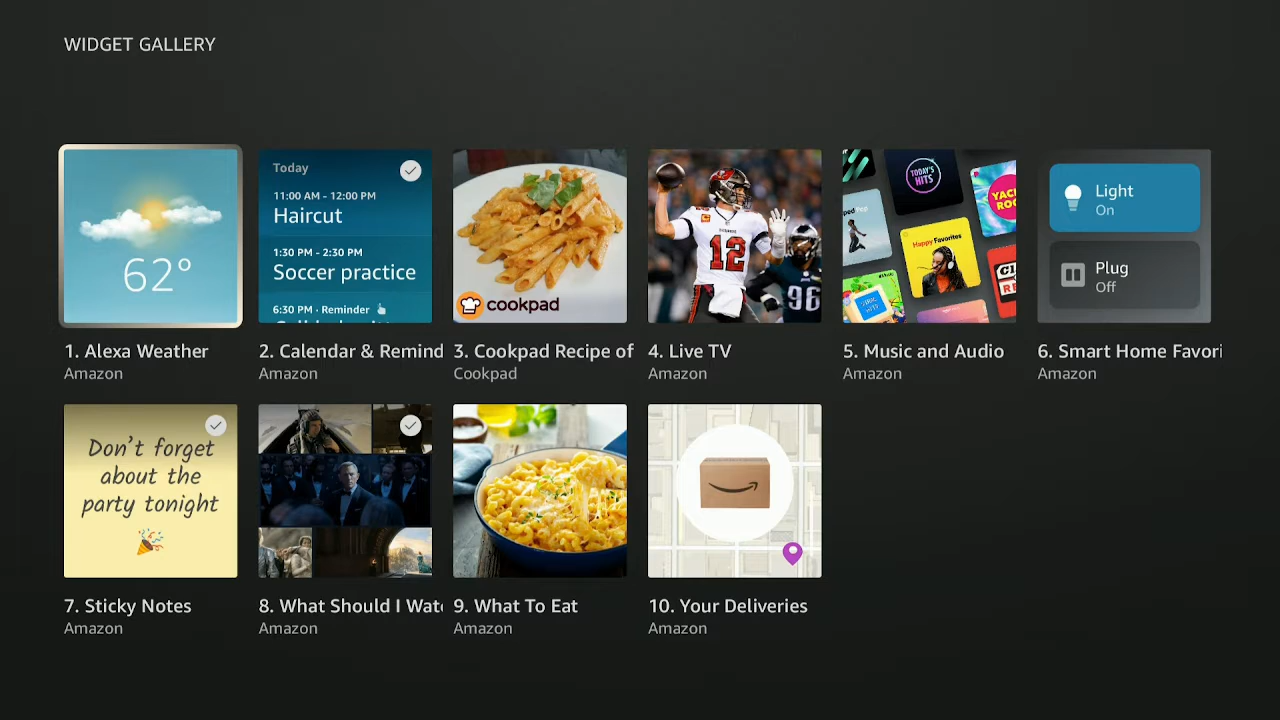 WIDGET GALLERY
62°
Today
11:00 AM - 12:00 PM
Haircut
1:30 PM - 2:30 PM
Soccer practice
6:30 PM · Reminder
cookpad
12
96
TODAY'S HITS
Happy Favorites
Light
On
Plug
Off
1. Alexa Weather
Amazon
2. Calendar & Remind
Amazon
3. Cookpad Recipe of
Cookpad
4. Live TV
Amazon
5. Music and Audio
Amazon
6. Smart Home Favori
Amazon
Don't forget
about the
party tonight
7. Sticky Notes
Amazon
8. What Should I Wat
Amazon
9. What To Eat
Amazon
10. Your Deliveries
Amazon